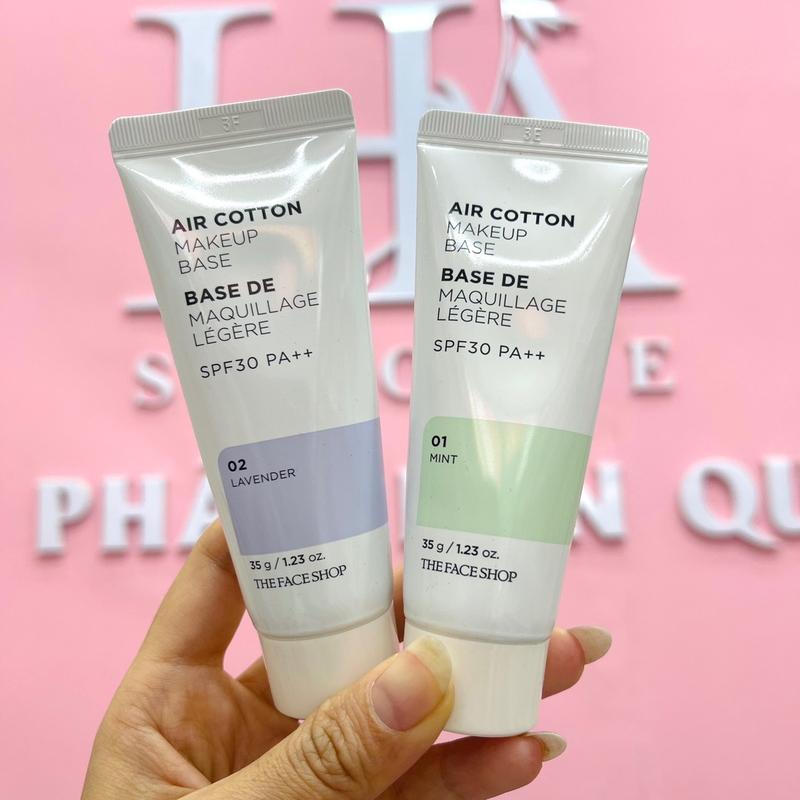 3F
AIR COTTON
MAKEUP
BASE
BASE DE
MAQUILLAGE
LÉGÈRE
SPF30 PA++
02
LAVENDER
35 g / 1.23 oz.
THE FACE SHOP
3E
AIR COTTON
MAKEUP
BASE
BASE DE
MAQUILLAGE
LÉGÈRE
SPF30 PA++
01
MINT
35 g / 1.23 oz.
THE FACE SHOP